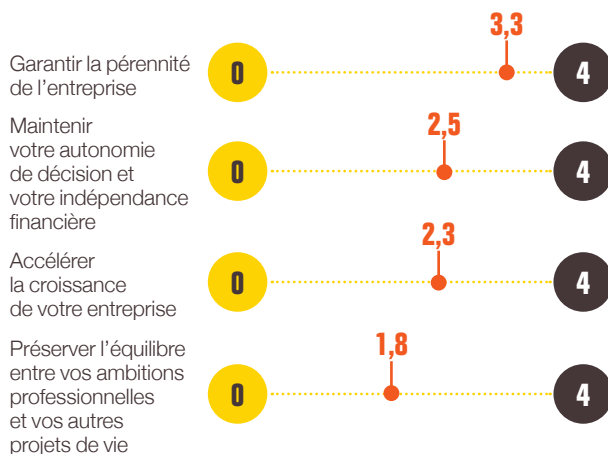 3,3
Garantir la pérennité
de l'entreprise
0
4
Maintenir
votre autonomie
de décision et
votre indépendance
financière
2,5
0
4
Accélérer
la croissance
de votre entreprise
2,3
0
4
Préserver l'équilibre
entre vos ambitions
professionnelles
et vos autres
projets de vie
1,8
0
4